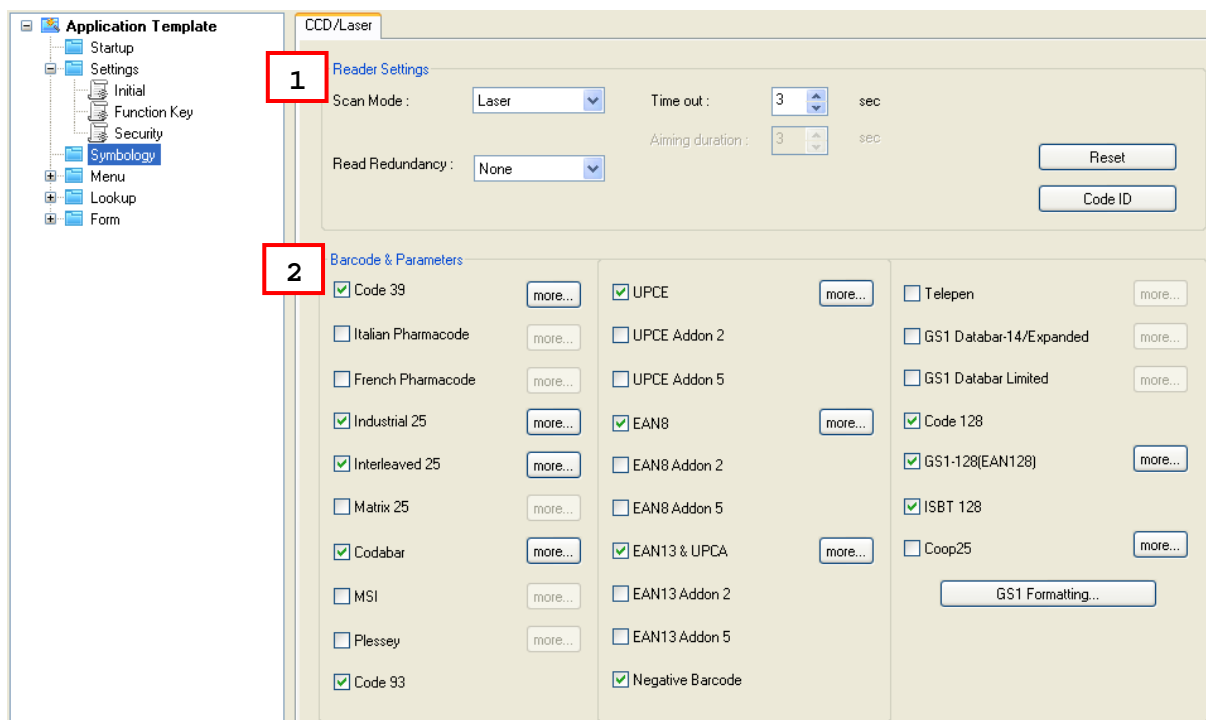 Application Template
Startup
Settings
Initial
Function Key
Security
Symbology
Menu
Lookup
Form
CCD/Laser
1
Reader Settings
Scan Mode : Laser Time out : 3 sec
Aiming duration : 3 sec
Read Redundancy : None
Reset
Code ID
2
Barcode & Parameters
Code 39 more...
Italian Pharmacode more...
French Pharmacode more...
Industrial 25 more...
Interleaved 25 more...
Matrix 25 more...
Codabar more...
MSI more...
Plessey more...
Code 93
UPCE more...
UPCE Addon 2
UPCE Addon 5
EAN8 more...
EAN8 Addon 2
EAN8 Addon 5
EAN13 & UPCA more...
EAN13 Addon 2
EAN13 Addon 5
Negative Barcode
Telepen more...
GS1 Databar-14/Expanded more...
GS1 Databar Limited more...
Code 128
GS1-128(EAN128) more...
ISBT 128
Coop25 more...
GS1 Formatting...